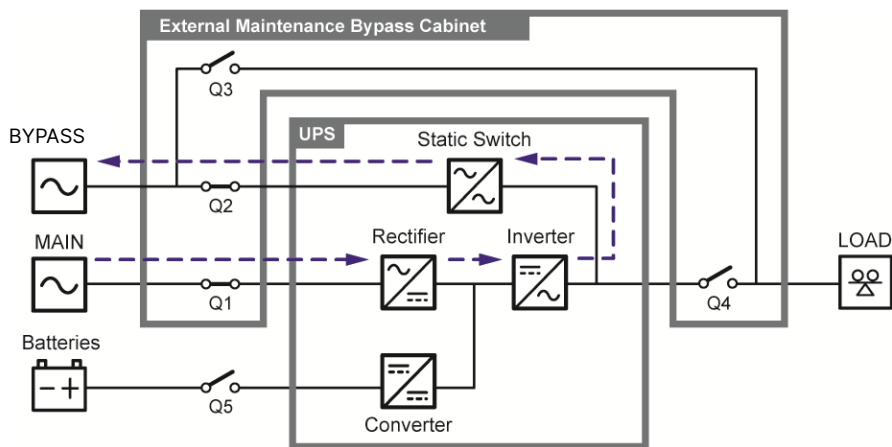 External Maintenance Bypass Cabinet
Q3
UPS
BYPASS
Static Switch
Q2
MAIN
Rectifier
Inverter
LOAD
Q1
Q4
Batteries
Q5
Converter